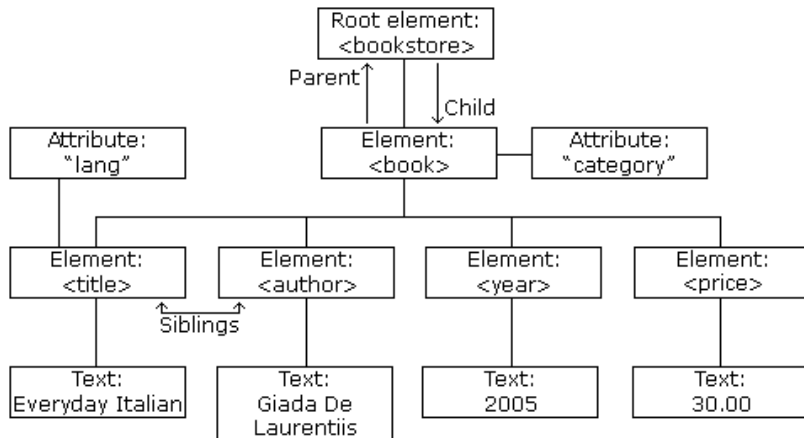 Root element:
<bookstore>
Parent
Child
Attribute:
"lang"
Element:
<book>
Attribute:
"category"
Element:
<title>
Element:
<author>
Element:
<year>
Element:
<price>
Siblings
Text:
Everyday Italian
Text:
Giada De
Laurentiis
Text:
2005
Text:
30.00